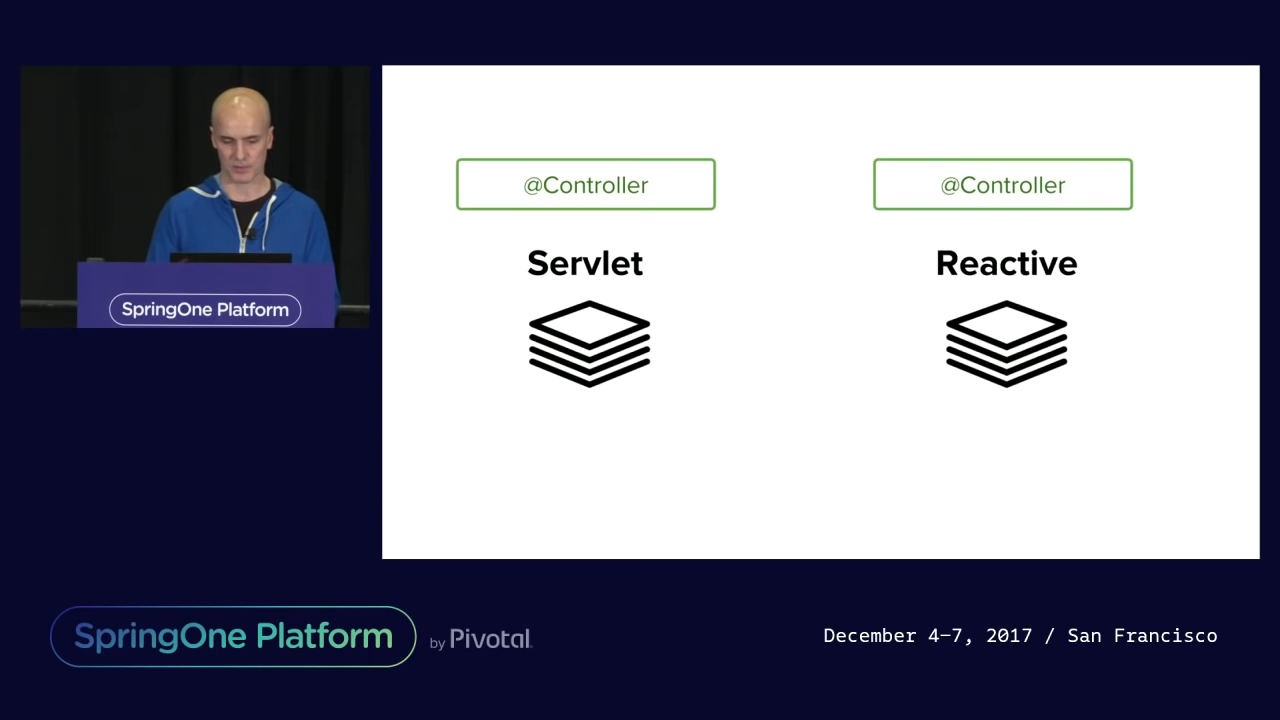 @Controller
@Controller
Servlet
Reactive
SpringOne Platform
SpringOne Platform
by Pivotal.
December 4–7, 2017 / San Francisco